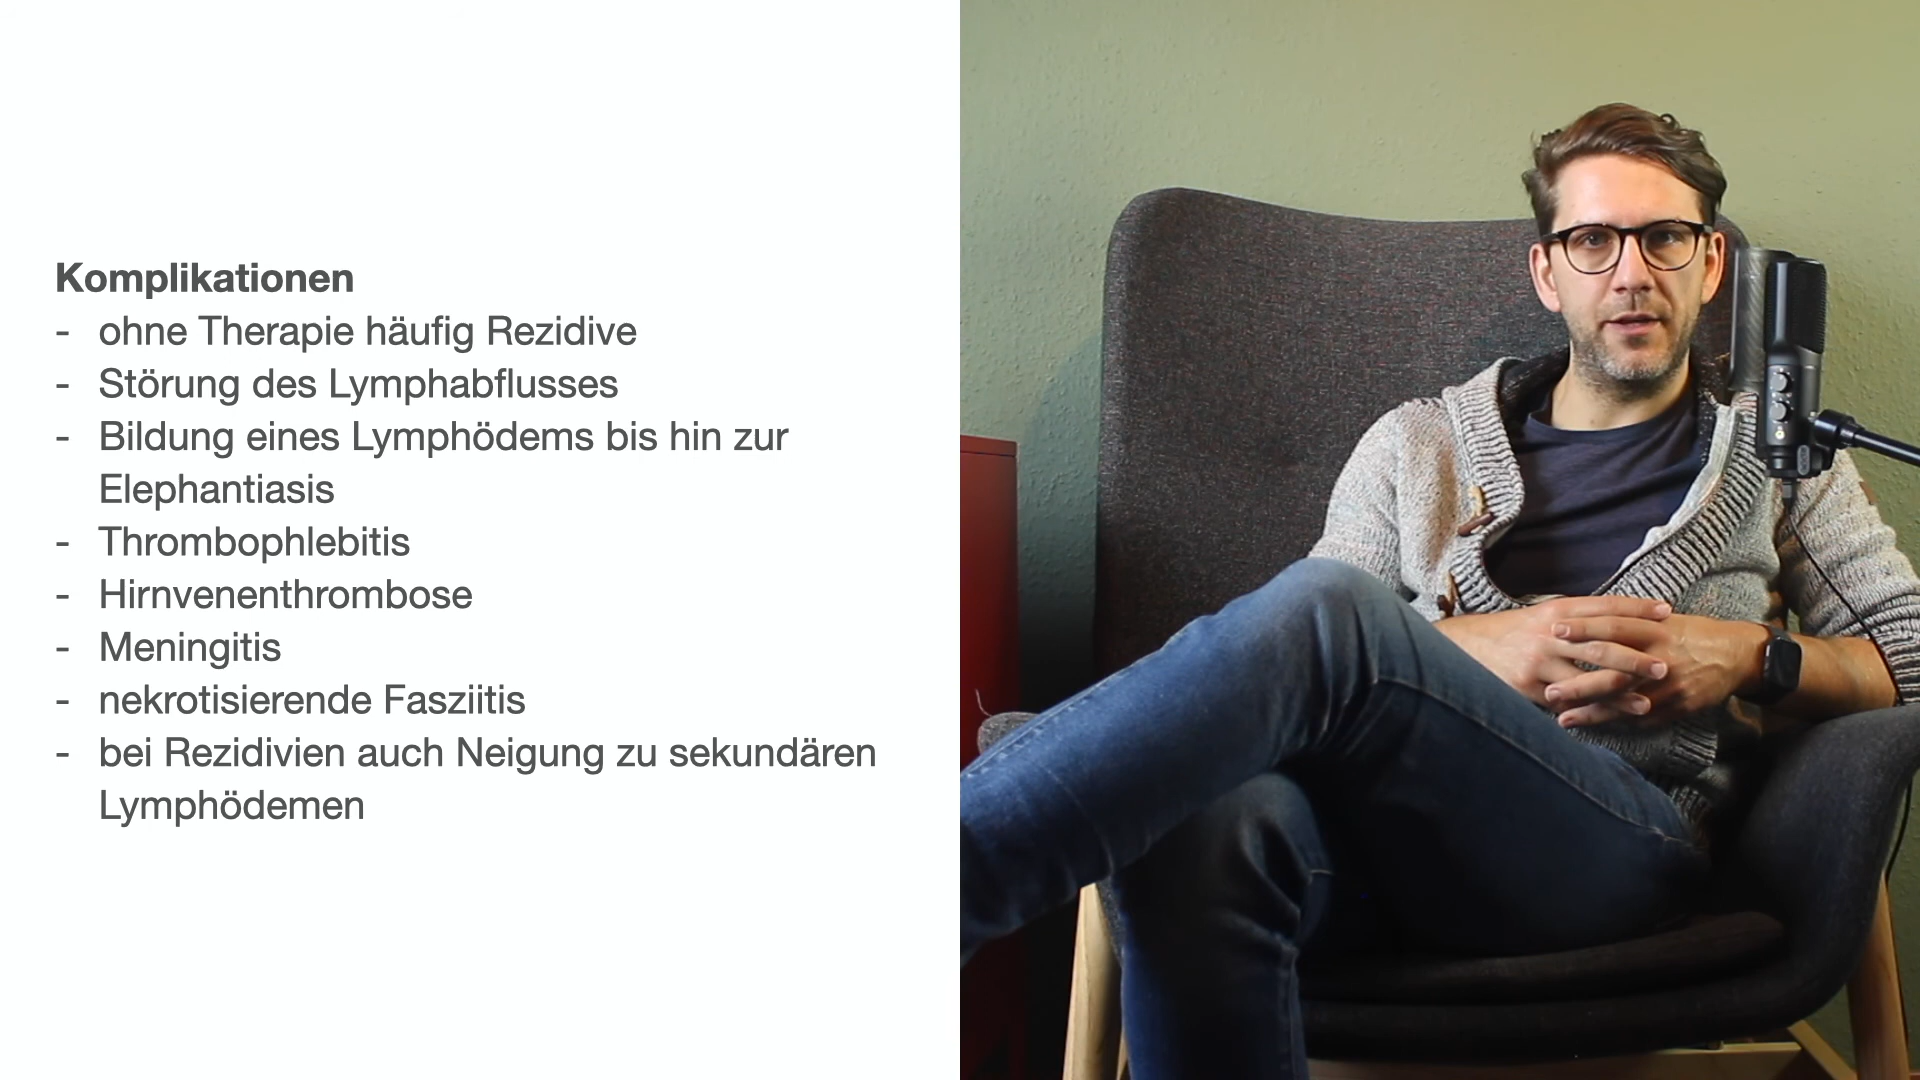 Komplikationen
- ohne Therapie häufig Rezidive
- Störung des Lymphabflusses
- Bildung eines Lymphödems bis hin zur
Elephantiasis
- Thrombophlebitis
- Hirnvenenthrombose
- Meningitis
- nekrotisierende Fasziitis
- bei Rezidivien auch Neigung zu sekundären
Lymphödemen